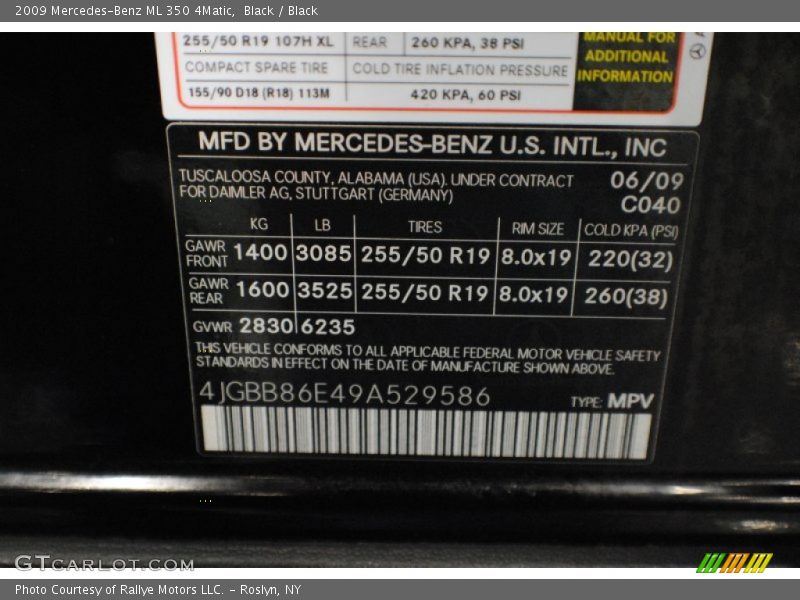 2009 Mercedes-Benz ML 350 4Matic, Black / Black
255/50 R19 107H XL REAR 260 KPA, 38 PSI
COMPACT SPARE TIRE COLD TIRE INFLATION PRESSURE
155/90 D18 (R18) 113M 420 KPA, 60 PSI
MANUAL FOR
ADDITIONAL
INFORMATION
MFD BY MERCEDES-BENZ U.S. INTL., INC
TUSCALOOSA COUNTY, ALABAMA (USA). UNDER CONTRACT 06/09
FOR DAIMLER AG, STUTTGART (GERMANY) C040
KG LB TIRES RIM SIZE COLD KPA (PSI)
GAWR FRONT 1400 3085 255/50 R19 8.0x19 220(32)
GAWR REAR 1600 3525 255/50 R19 8.0x19 260(38)
GVWR 2830 6235
THIS VEHICLE CONFORMS TO ALL APPLICABLE FEDERAL MOTOR VEHICLE SAFETY
STANDARDS IN EFFECT ON THE DATE OF MANUFACTURE SHOWN ABOVE.
4JGBB86E49A529586 TYPE: MPV
GTCARLOT.COM
Photo Courtesy of Rallye Motors LLC. - Roslyn, NY